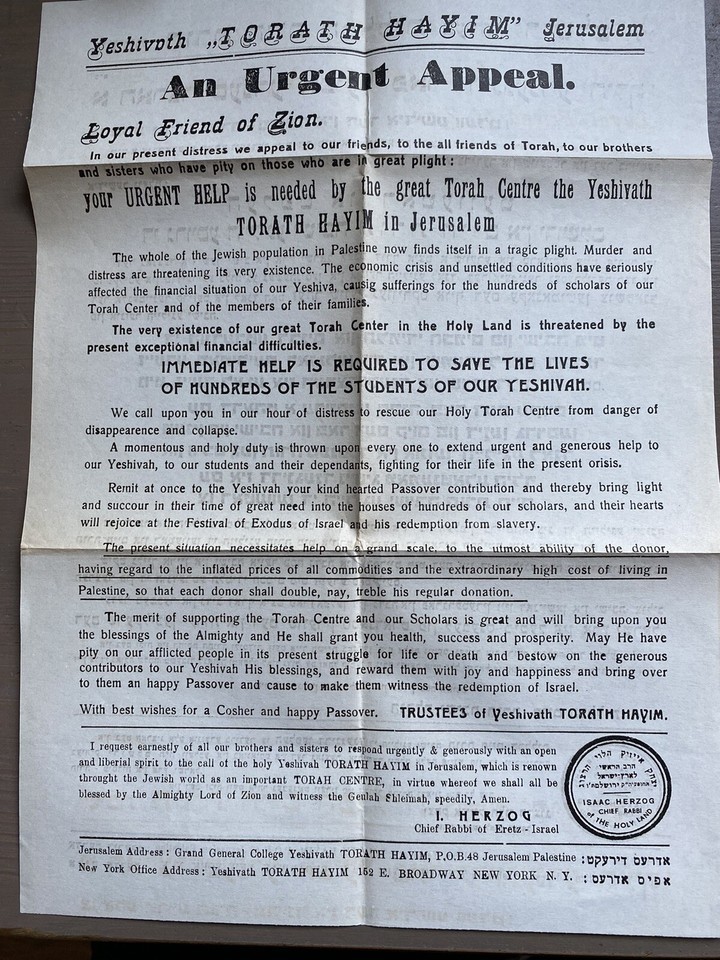 Yeshivath „TORATH HAYIM” Jerusalem
An Urgent Appeal.
Loyal Friend of Zion.
In our present distress we appeal to our friends, to the all friends of Torah, to our brothers
and sisters who have pity on those who are in great plight :
your URGENT HELP is needed by the great Torah Centre the Yeshivath
TORATH HAYIM in Jerusalem
The whole of the Jewish population in Palestine now finds itself in a tragic plight. Murder and
distress are threatening its very existence. The economic crisis and unsettled conditions have seriously
affected the financial situation of our Yeshiva, causig sufferings for the hundreds of scholars of our
Torah Center and of the members of their families.
The very existence of our great Torah Center in the Holy Land is threatened by the
present exceptional financial difficulties.
IMMEDIATE HELP IS REQUIRED TO SAVE THE LIVES
OF HUNDREDS OF THE STUDENTS OF OUR YESHIVAH.
We call upon you in our hour of distress to rescue our Holy Torah Centre from danger of
disappearence and collapse.
A momentous and holy duty is thrown upon every one to extend urgent and generous help to
our Yeshivah, to our students and their dependants, fighting for their life in the present orisis.
Remit at once to the Yeshivah your kind hearted Passover contribution and thereby bring light
and succour in their time of great need into the houses of hundreds of our scholars, and their hearts
will rejoice at the Festival of Exodus of Israel and his redemption from slavery.
The present situation necessitates help on a grand scale, to the utmost ability of the donor,
having regard to the inflated prices of all commodities and the extraordinary high cost of living in
Palestine, so that each donor shall double, nay, treble his regular donation.
The merit of supporting the Torah Centre and our Scholars is great and will bring upon you
the blessings of the Almighty and He shall grant you health, success and prosperity. May He have
pity on our afflicted people in its present struggle for life or death and bestow on the generous
contributors to our Yeshivah His blessings, and reward them with joy and happiness and bring over
to them an happy Passover and cause to make them witness the redemption of Israel.
With best wishes for a Cosher and happy Passover. TRUSTEES of Yeshivath TORATH HAYIM.
I request earnestly of all our brothers and sisters to respond urgently & generously with an open
and liberial spirit to the call of the holy Yeshivah TORATH HAYIM in Jerusalem, which is renown
throught the Jewish world as an important TORAH CENTRE, in virtue whereof we shall all be
blessed by the Almighty Lord of Zion and witness the Geulah Shleimah, speedily, Amen.
I. HERZOG
Chief Rabbi of Eretz - Israel
יצחק אייזיק הלוי הרצוג
הרב הראשי
לארץ-ישראל
ISAAC HERZOG
CHIEF RABBI
of THE HOLY LAND
Jerusalem Address : Grand General College Yeshivath TORATH HAYIM, P.O.B.48 Jerusalem Palestine : אדרעס דירעקט
New York Office Address : Yeshivath TORATH HAYIM 152 E. BROADWAY NEW YORK N. Y. : אפיס אדרעס